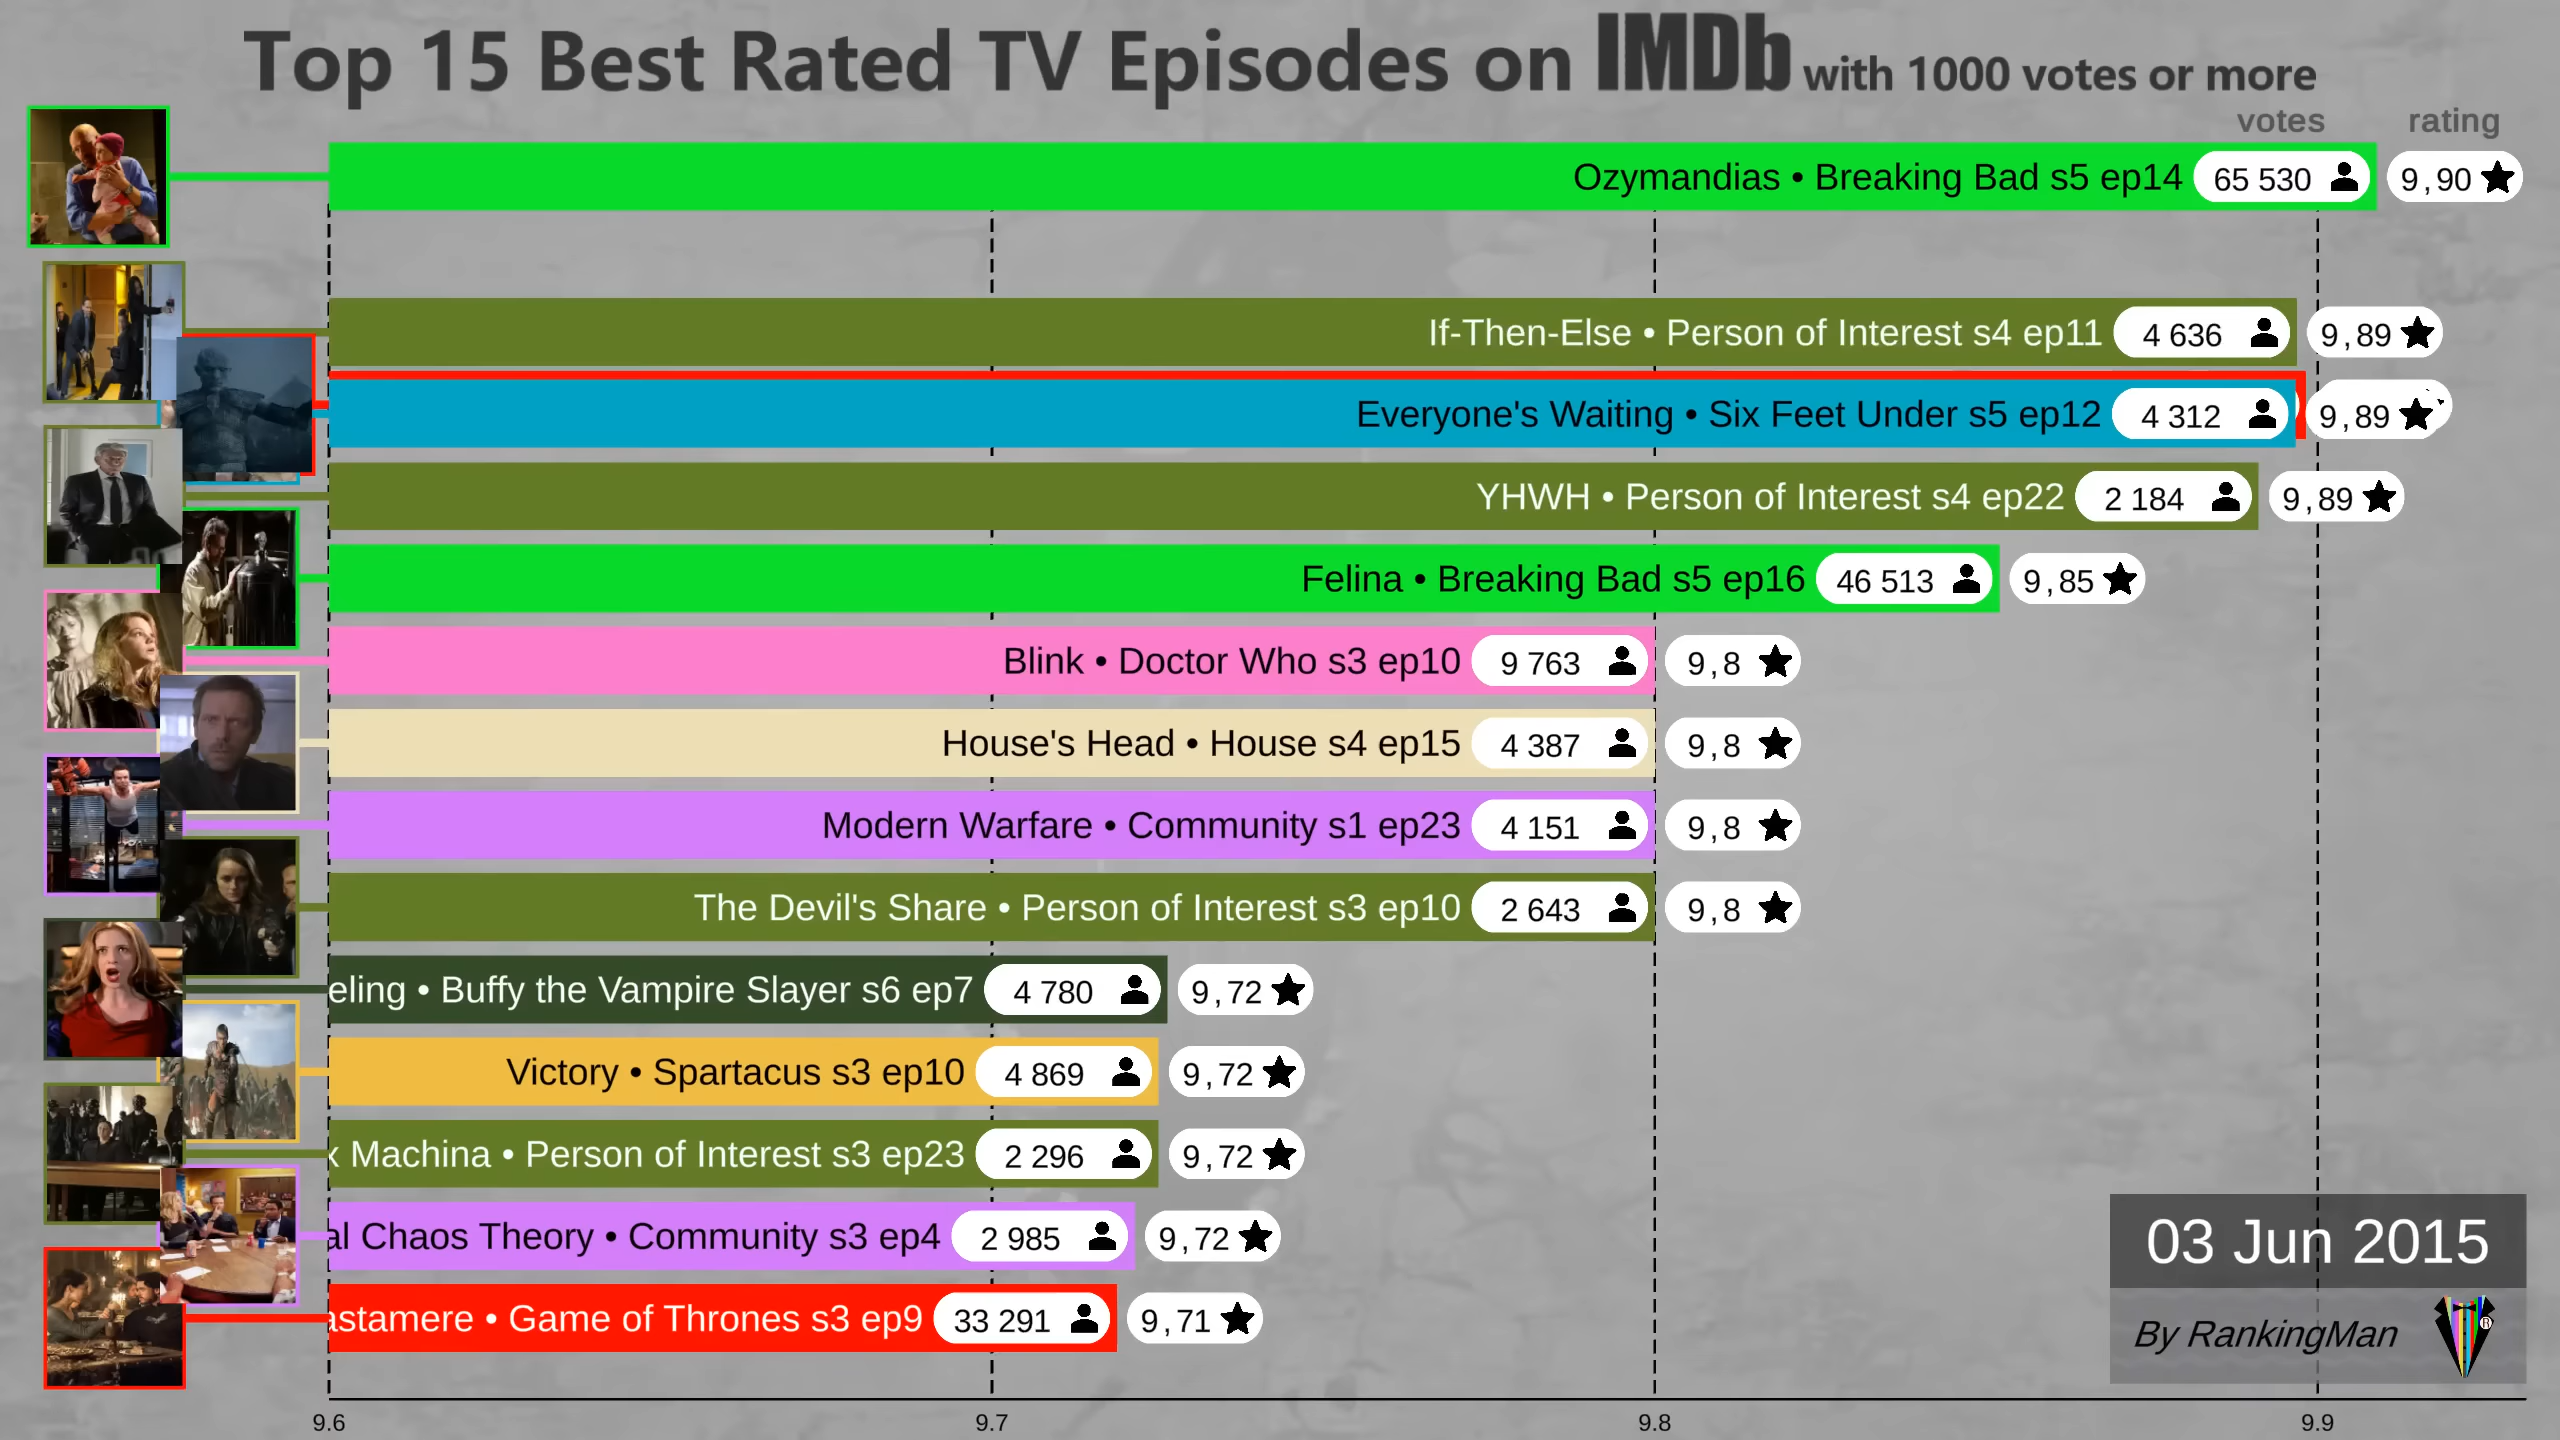 Top 15 Best Rated TV Episodes on IMDb with 1000 votes or more
votes rating
Ozymandias • Breaking Bad s5 ep14 65 530 9,90
If-Then-Else • Person of Interest s4 ep11 4 636 9,89
Everyone's Waiting • Six Feet Under s5 ep12 4 312 9,89
YHWH • Person of Interest s4 ep22 2 184 9,89
Felina • Breaking Bad s5 ep16 46 513 9,85
Blink • Doctor Who s3 ep10 9 763 9,8
House's Head • House s4 ep15 4 387 9,8
Modern Warfare • Community s1 ep23 4 151 9,8
The Devil's Share • Person of Interest s3 ep10 2 643 9,8
eling • Buffy the Vampire Slayer s6 ep7 4 780 9,72
Victory • Spartacus s3 ep10 4 869 9,72
x Machina • Person of Interest s3 ep23 2 296 9,72
al Chaos Theory • Community s3 ep4 2 985 9,72
astamere • Game of Thrones s3 ep9 33 291 9,71
03 Jun 2015
By RankingMan
®
9.6 9.7 9.8 9.9